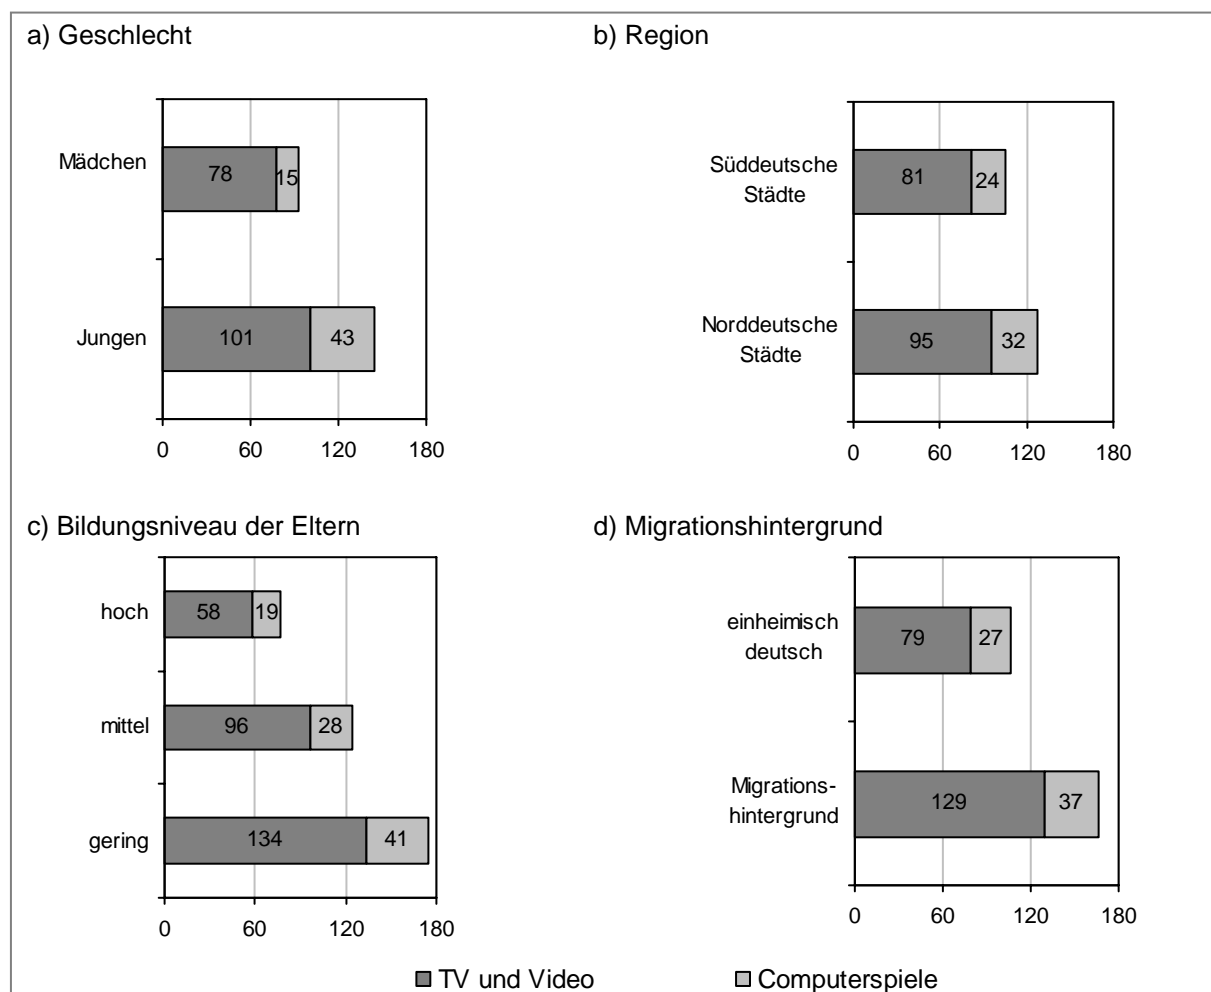 a) Geschlecht
Mädchen
78
15
Jungen
101
43
0 60 120 180
b) Region
Süddeutsche
Städte
81
24
Norddeutsche
Städte
95
32
0 60 120 180
c) Bildungsniveau der Eltern
hoch
58
19
mittel
96
28
gering
134
41
0 60 120 180
d) Migrationshintergrund
einheimisch
deutsch
79
27
Migrations-
hintergrund
129
37
0 60 120 180
TV und Video
Computerspiele